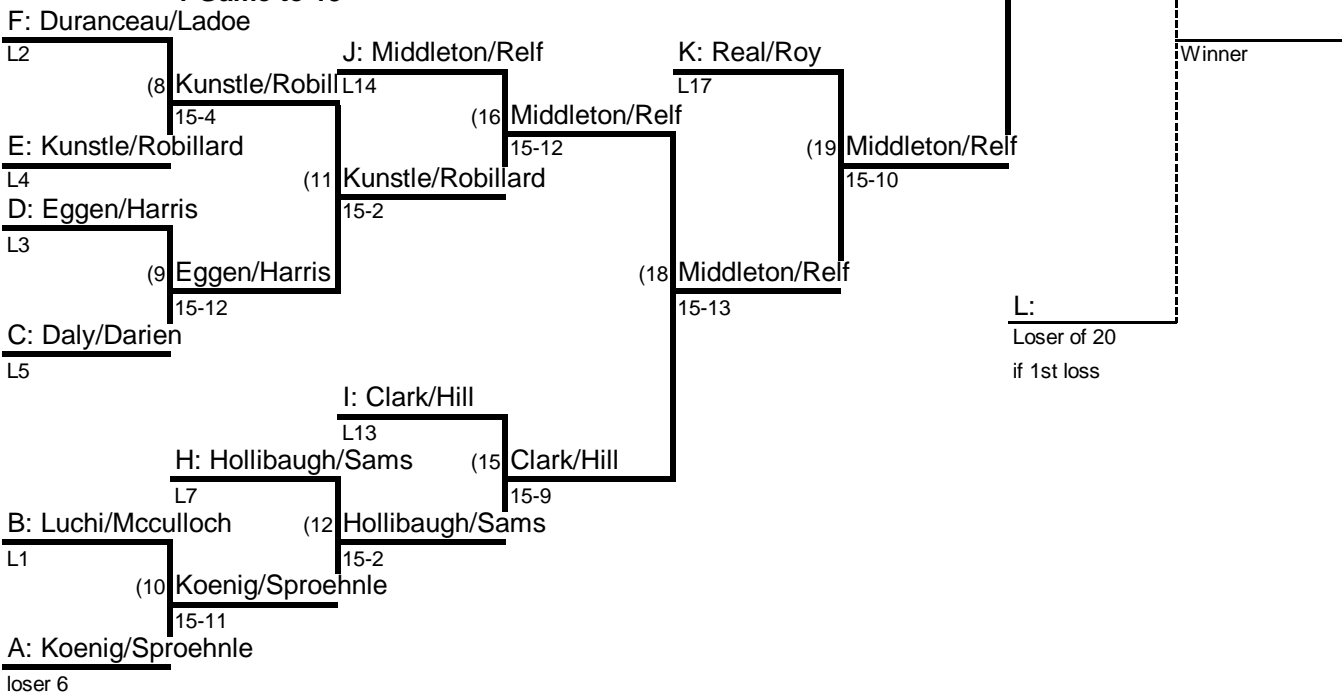 F: Duranceau/Ladoe
L2
Winner
J: Middleton/Relf
K: Real/Roy
(8 Kunstle/Robill
L14
L17
15-4
(16 Middleton/Relf
E: Kunstle/Robillard
15-12
(19 Middleton/Relf
L4
(11 Kunstle/Robillard
15-10
D: Eggen/Harris
15-2
L3
(9 Eggen/Harris
(18 Middleton/Relf
15-12
15-13
L:
C: Daly/Darien
Loser of 20
L5
if 1st loss
I: Clark/Hill
L13
H: Hollibaugh/Sams
(15 Clark/Hill
L7
15-9
B: Luchi/Mcculloch
(12 Hollibaugh/Sams
L1
15-2
(10 Koenig/Sproehnle
15-11
A: Koenig/Sproehnle
loser 6